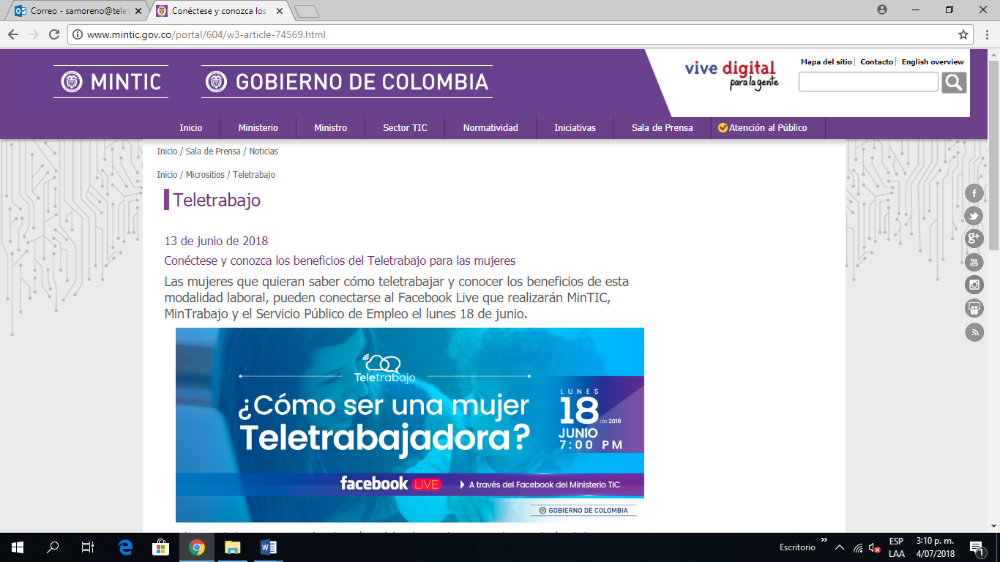 Correo - samoreno@tele
Conéctese y conozca los
www.mintic.gov.co/portal/604/w3-article-74569.html
MINTIC
GOBIERNO DE COLOMBIA
vive digital
para la gente
Mapa del sitio
Contacto
English overview
Inicio
Ministerio
Ministro
Sector TIC
Normatividad
Iniciativas
Sala de Prensa
Atención al Público
Inicio / Sala de Prensa / Noticias
Inicio / Micrositios / Teletrabajo
Teletrabajo
13 de junio de 2018
Conéctese y conozca los beneficios del Teletrabajo para las mujeres
Las mujeres que quieran saber cómo teletrabajar y conocer los beneficios de esta
modalidad laboral, pueden conectarse al Facebook Live que realizarán MinTIC,
MinTrabajo y el Servicio Público de Empleo el lunes 18 de junio.
Teletrabajo
¿Cómo ser una mujer
Teletrabajadora?
LUNES
18
de 2018
JUNIO
7:00 PM
facebook LIVE
A través del Facebook del Ministerio TIC
GOBIERNO DE COLOMBIA
Escritorio
ESP
LAA
3:10 p. m.
4/07/2018
1